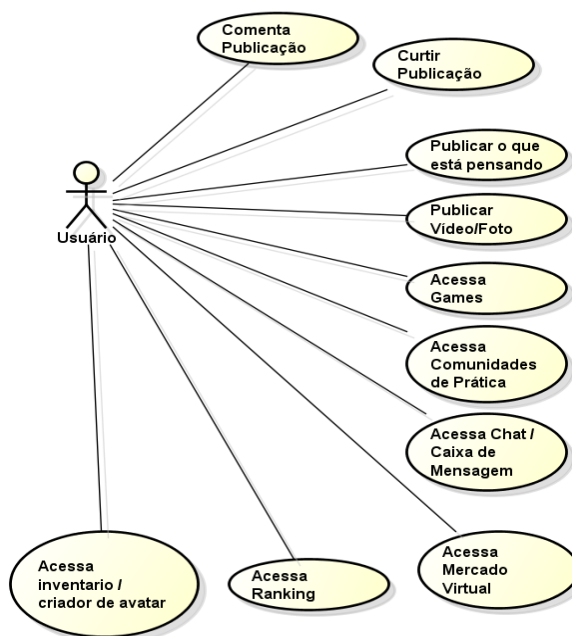 Comenta
Publicação
Curtir
Publicação
Publicar o que
está pensando
Usuário
Publicar
Vídeo/Foto
Acessa
Games
Acessa
Comunidades
de Prática
Acessa Chat /
Caixa de
Mensagem
Acessa
inventario /
criador de avatar
Acessa
Ranking
Acessa
Mercado
Virtual